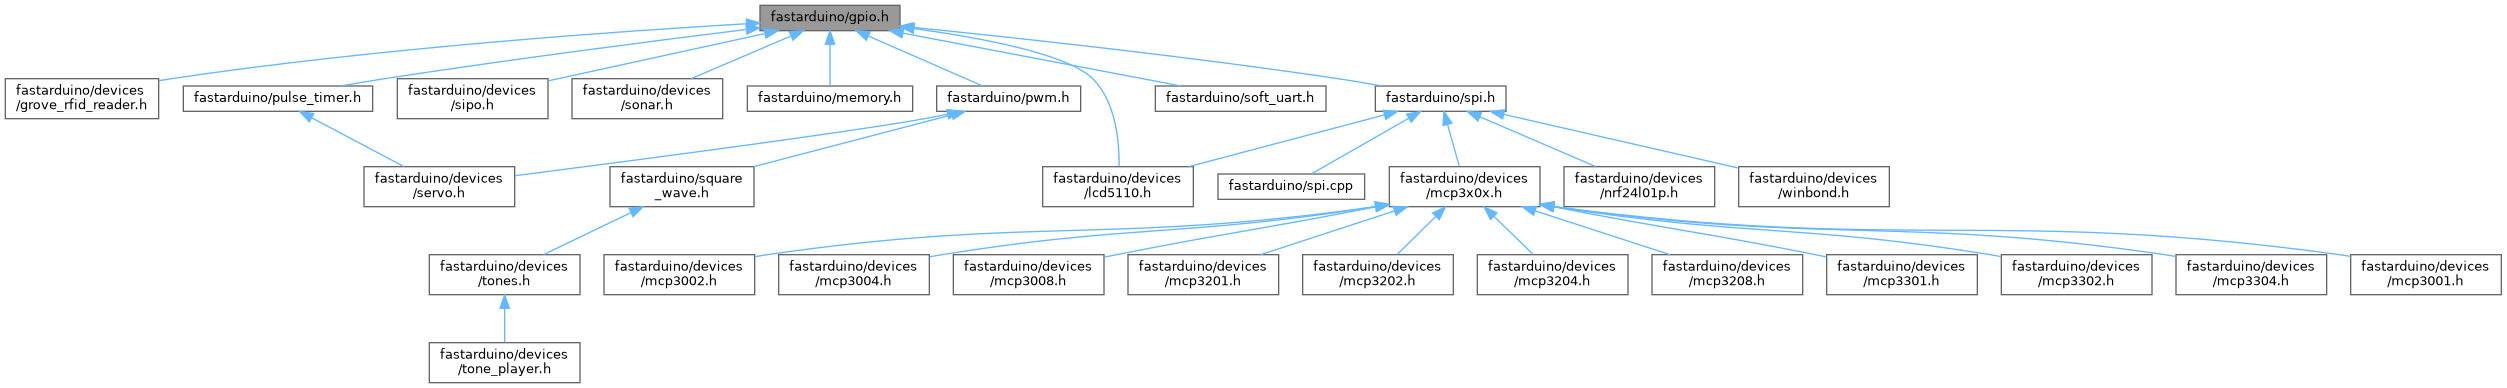 fastarduino/gpio.h
fastarduino/devices
/grove_rfid_reader.h
fastarduino/pulse_timer.h
fastarduino/devices
/sipo.h
fastarduino/devices
/sonar.h
fastarduino/memory.h
fastarduino/pwm.h
fastarduino/soft_uart.h
fastarduino/spi.h
fastarduino/devices
/servo.h
fastarduino/square
_wave.h
fastarduino/devices
/lcd5110.h
fastarduino/spi.cpp
fastarduino/devices
/mcp3x0x.h
fastarduino/devices
/nrf24l01p.h
fastarduino/devices
/winbond.h
fastarduino/devices
/tones.h
fastarduino/devices
/mcp3002.h
fastarduino/devices
/mcp3004.h
fastarduino/devices
/mcp3008.h
fastarduino/devices
/mcp3201.h
fastarduino/devices
/mcp3202.h
fastarduino/devices
/mcp3204.h
fastarduino/devices
/mcp3208.h
fastarduino/devices
/mcp3301.h
fastarduino/devices
/mcp3302.h
fastarduino/devices
/mcp3304.h
fastarduino/devices
/mcp3001.h
fastarduino/devices
/tone_player.h